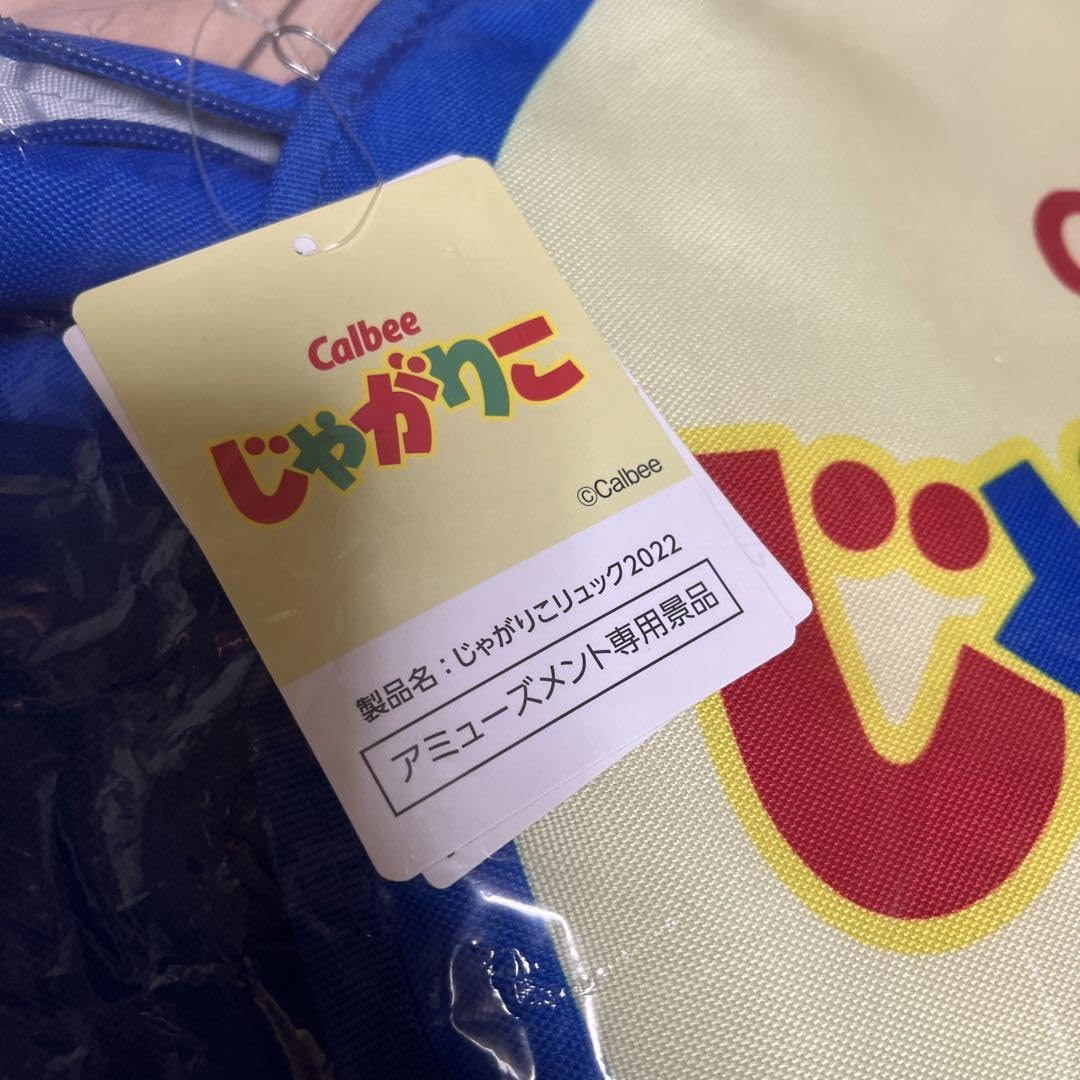 Calbee
じゃがりこ
©Calbee
製品名：じゃがりこリュック2022
アミューズメント専用景品
じ